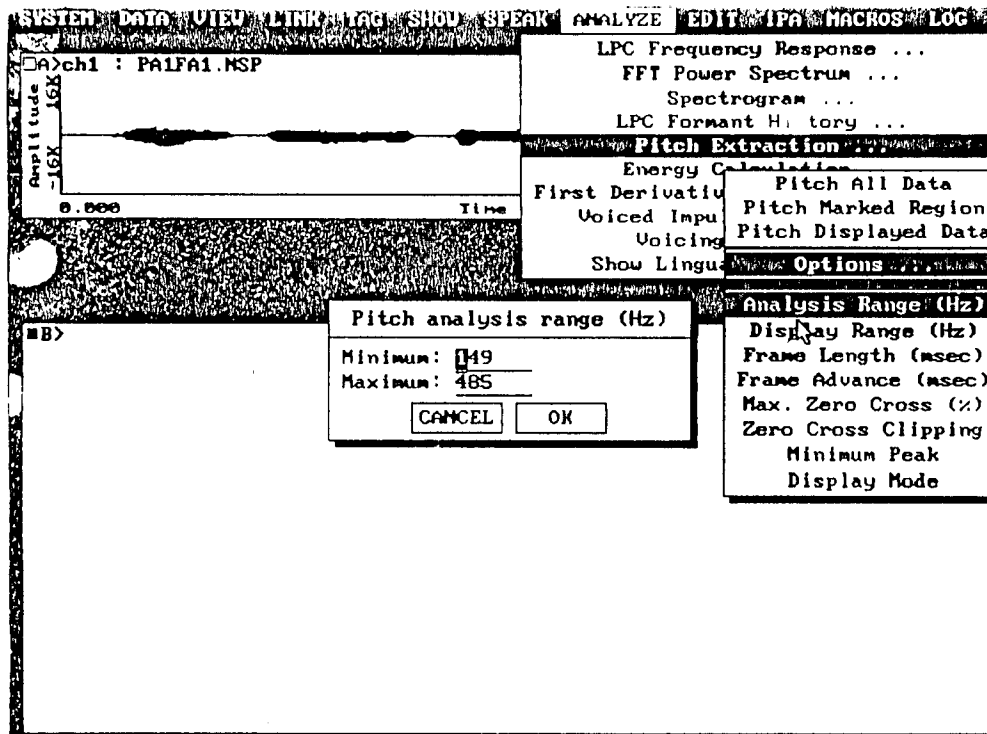 SYSTEM DATA VIEW LINK TAG SHOW SPEAK ANALYZE EDIT IPA MACROS LOG
A>ch1 : PA1FA1.NSP
Amplitude
16K
-16K
0.000
Time
LPC Frequency Response ...
FFT Power Spectrum ...
Spectrogram ...
LPC Formant Hi tory ...
Pitch Extraction ...
Energy Calculation
First Derivativ
Voiced Impu
Voicing
Show Lingua
Pitch All Data
Pitch Marked Region
Pitch Displayed Data
Options ...
Analysis Range (Hz)
Display Range (Hz)
Frame Length (msec)
Frame Advance (msec)
Max. Zero Cross (%)
Zero Cross Clipping
Minimum Peak
Display Mode
B>
Pitch analysis range (Hz)
Minimum: 149
Maximum: 485
CANCEL OK